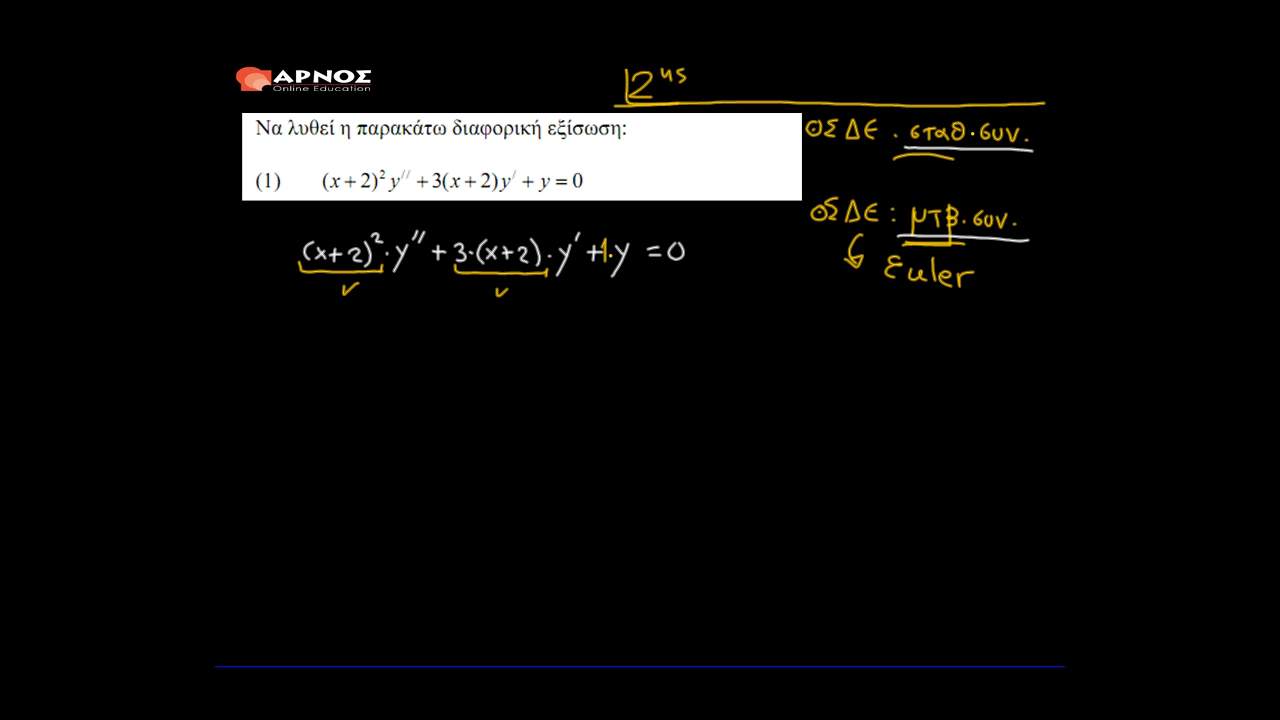 ΑΡΝΟΣ
Online Education
2ης
Να λυθεί η παρακάτω διαφορική εξίσωση:
(1) (x + 2)² y// + 3(x + 2)y/ + y = 0
ΟΣΔΕ . σταθ. συν.
ΟΣΔΕ : μτβ. συν.
Euler
(x+2)²·y'' + 3·(x+2)·y' + 1·y = 0